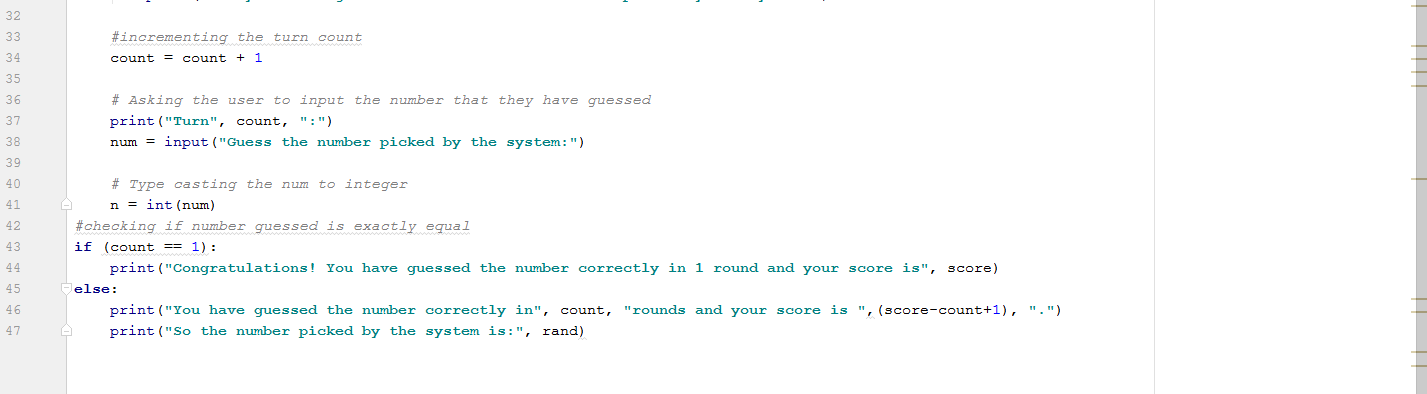 32
33 #incrementing the turn count
34 count = count + 1
35
36 # Asking the user to input the number that they have guessed
37 print("Turn", count, ":")
38 num = input("Guess the number picked by the system:")
39
40 # Type casting the num to integer
41 n = int(num)
42 #checking if number guessed is exactly equal
43 if (count == 1):
44 print("Congratulations! You have guessed the number correctly in 1 round and your score is", score)
45 else:
46 print("You have guessed the number correctly in", count, "rounds and your score is ",(score-count+1), ".")
47 print("So the number picked by the system is:", rand)